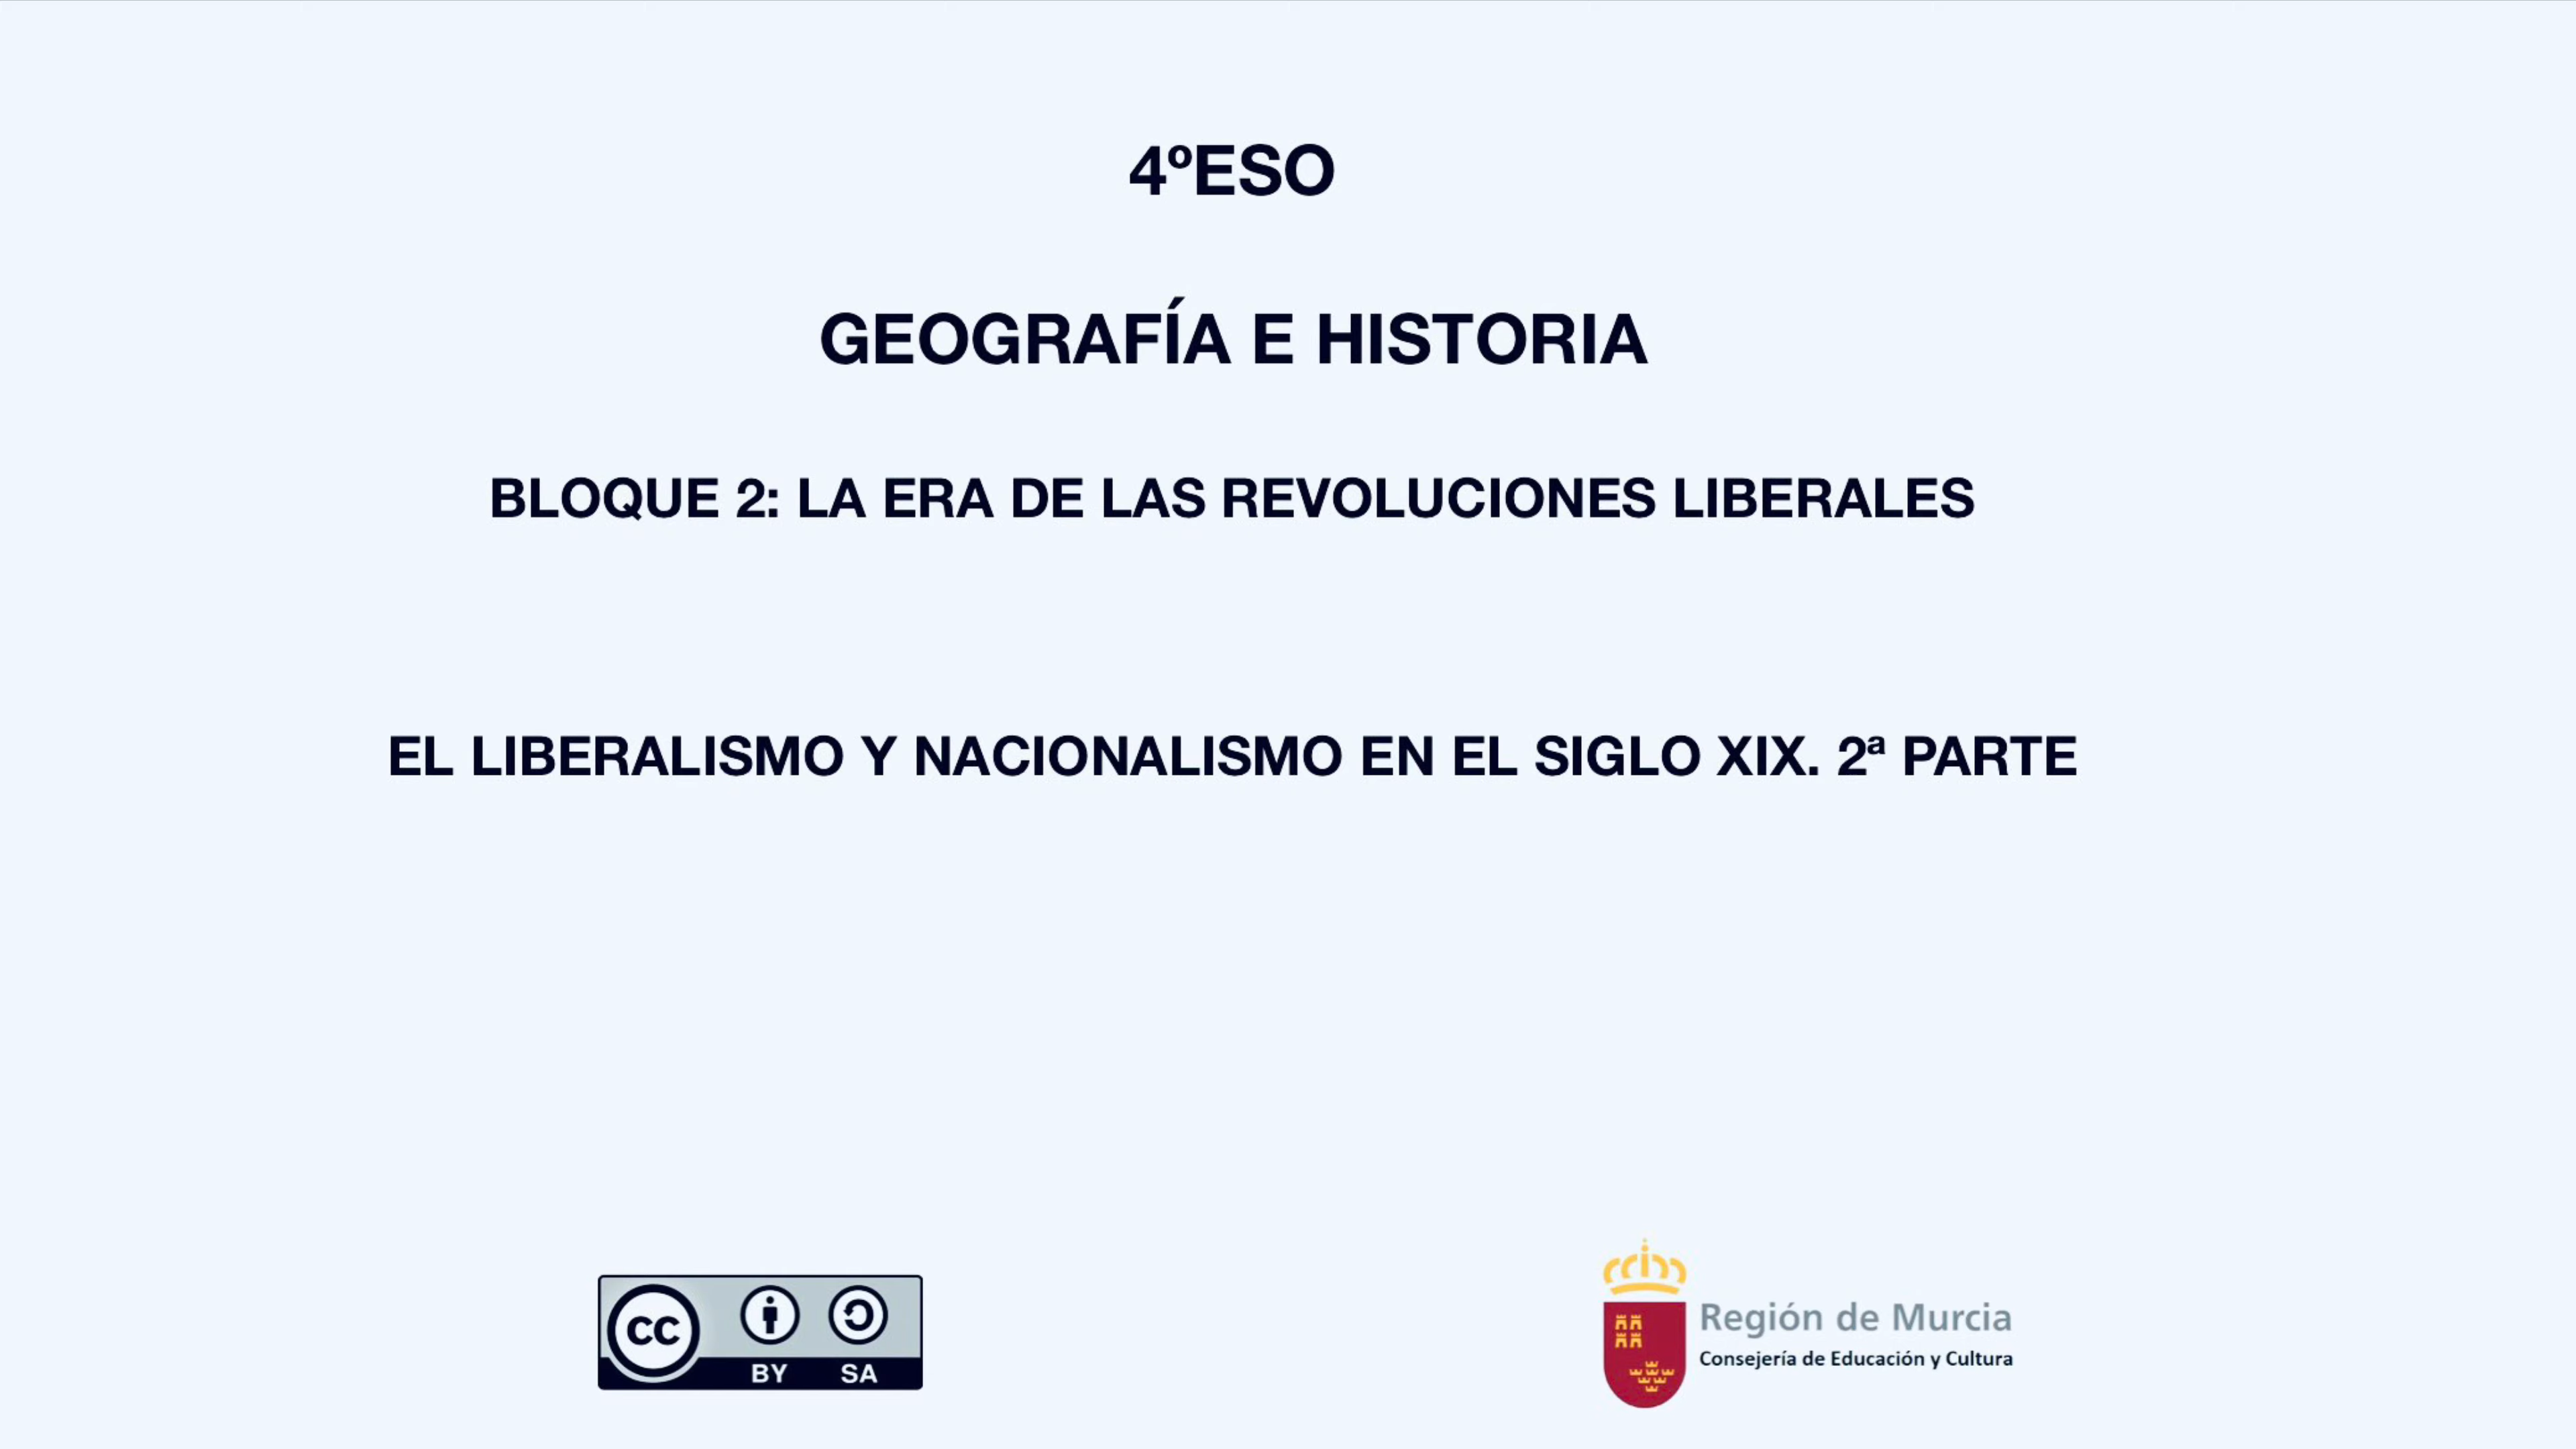 4ºESO
GEOGRAFÍA E HISTORIA
BLOQUE 2: LA ERA DE LAS REVOLUCIONES LIBERALES
EL LIBERALISMO Y NACIONALISMO EN EL SIGLO XIX. 2ª PARTE
cc
BY SA
Región de Murcia
Consejería de Educación y Cultura